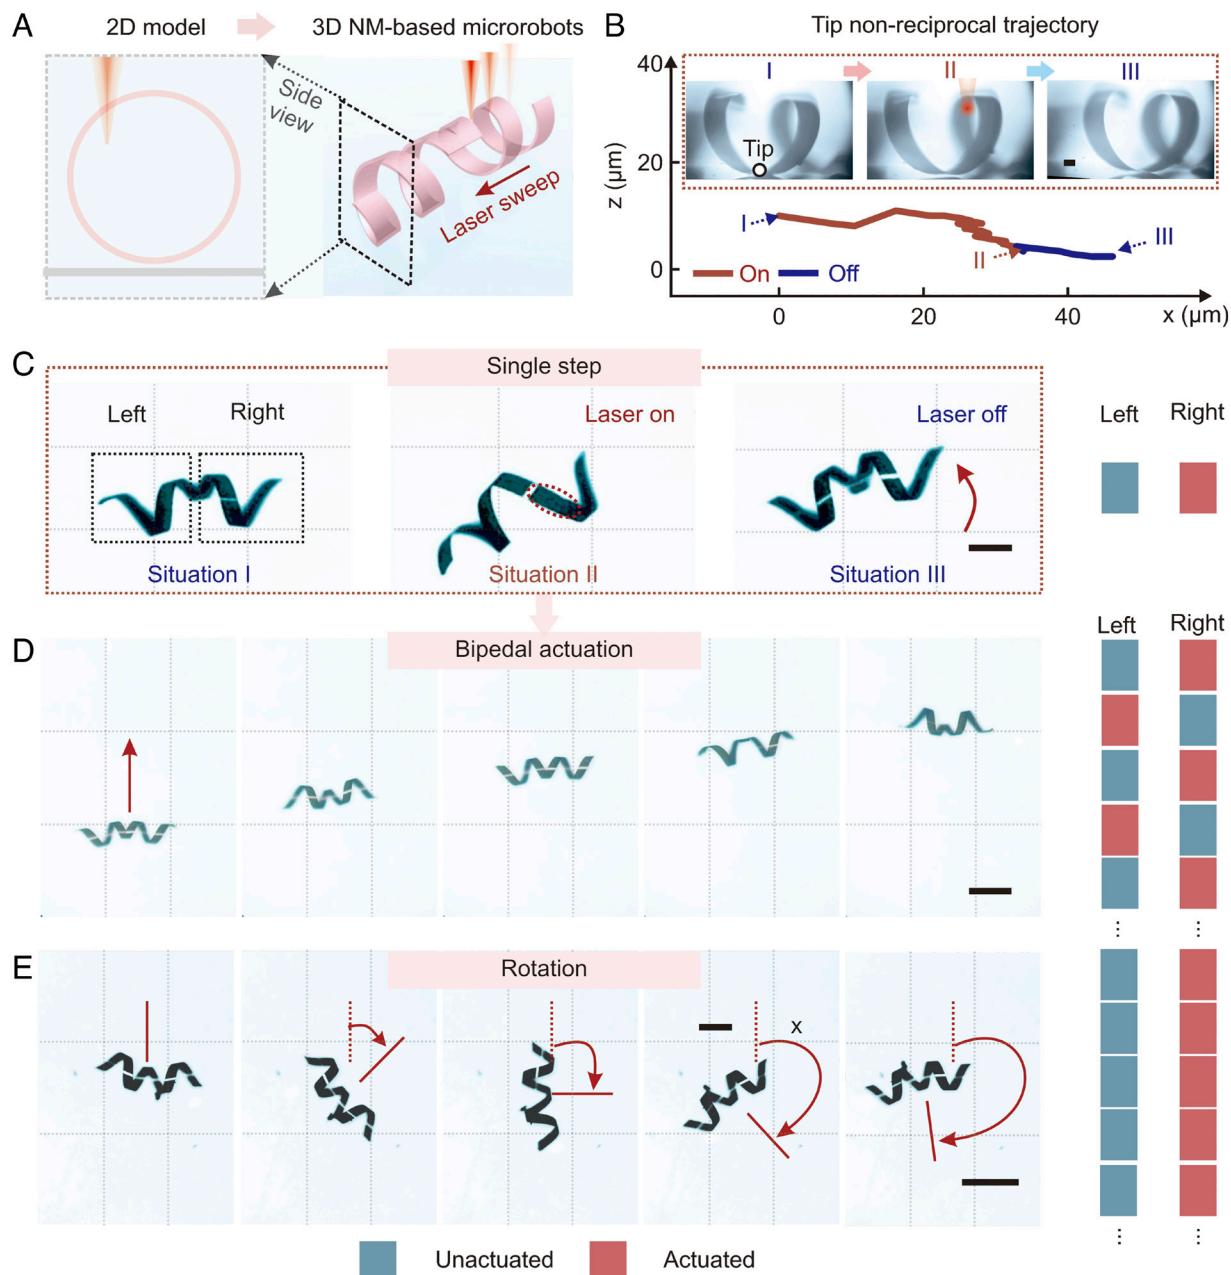 A
2D model
3D NM-based microrobots
Side
view
Laser sweep
B
Tip non-reciprocal trajectory
40
20
0
z (μm)
I
II
III
Tip
I
II
III
On
Off
0
20
40
x (μm)
C
Single step
Left
Right
Laser on
Laser off
Situation I
Situation II
Situation III
Left
Right
D
Bipedal actuation
Left
Right
E
Rotation
x
Unactuated
Actuated